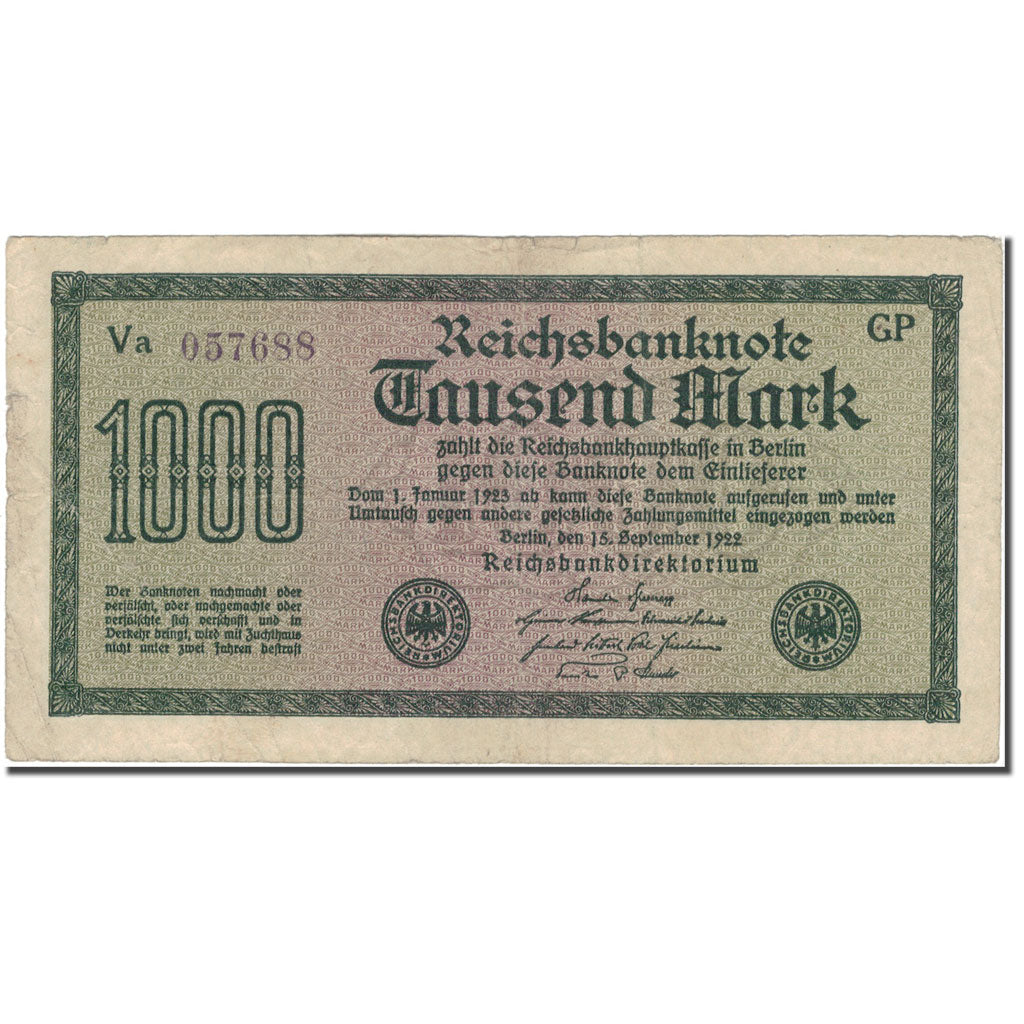 Va 057688
GP
Reichsbanknote
Tausend Mark
zahlt die Reichsbankhauptkasse in Berlin
gegen diese Banknote dem Einlieferer
Vom 1. Januar 1923 ab kann diese Banknote aufgerufen und unter
Umtausch gegen andere gesetzliche Zahlungsmittel eingezogen werden
Berlin, den 15. September 1922
Reichsbankdirektorium
1000
Wer Banknoten nachmacht oder
verfälscht, oder nachgemachte oder
verfälschte sich verschafft und in
Verkehr bringt, wird mit Zuchthaus
nicht unter zwei Jahren bestraft
REICHSBANKDIREKTORIUM
REICHSBANKDIREKTORIUM